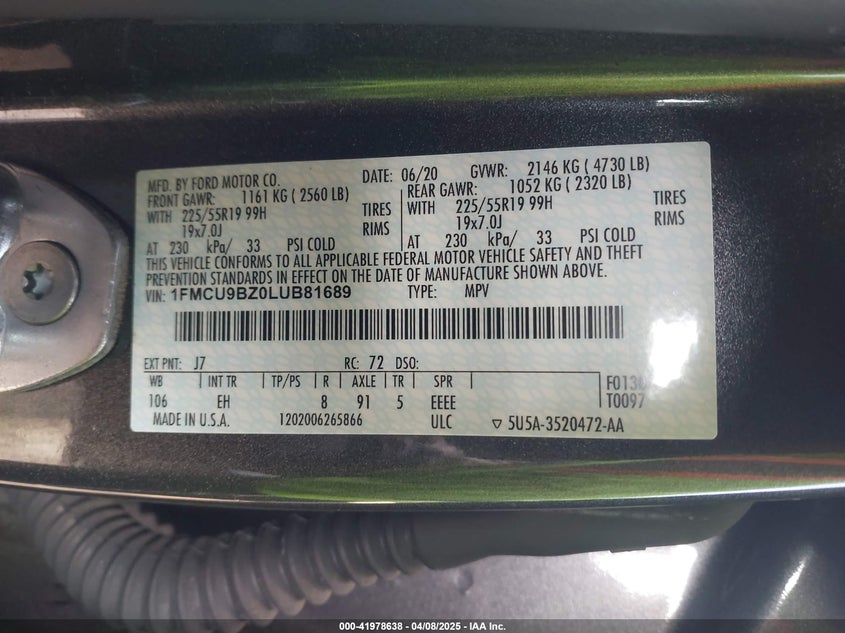 MFD. BY FORD MOTOR CO. DATE: 06/20 GVWR: 2146 KG ( 4730 LB)
FRONT GAWR: 1161 KG ( 2560 LB) REAR GAWR: 1052 KG ( 2320 LB)
WITH 225/55R19 99H TIRES WITH 225/55R19 99H TIRES
19x7.0J RIMS 19x7.0J RIMS
AT 230 kPa/ 33 PSI COLD AT 230 kPa/ 33 PSI COLD
THIS VEHICLE CONFORMS TO ALL APPLICABLE FEDERAL MOTOR VEHICLE SAFETY AND THEFT
PREVENTION STANDARDS IN EFFECT ON THE DATE OF MANUFACTURE SHOWN ABOVE.
VIN: 1FMCU9BZ0LUB81689 TYPE: MPV
EXT PNT: J7 RC: 72 DSO:
WB INT TR TP/PS R AXLE TR SPR
106 EH 8 91 5 EEEE T0097
MADE IN U.S.A. 1202006265866 ULC ▽ 5U5A-3520472-AA
000-41978638 - 04/08/2025 - IAA Inc.